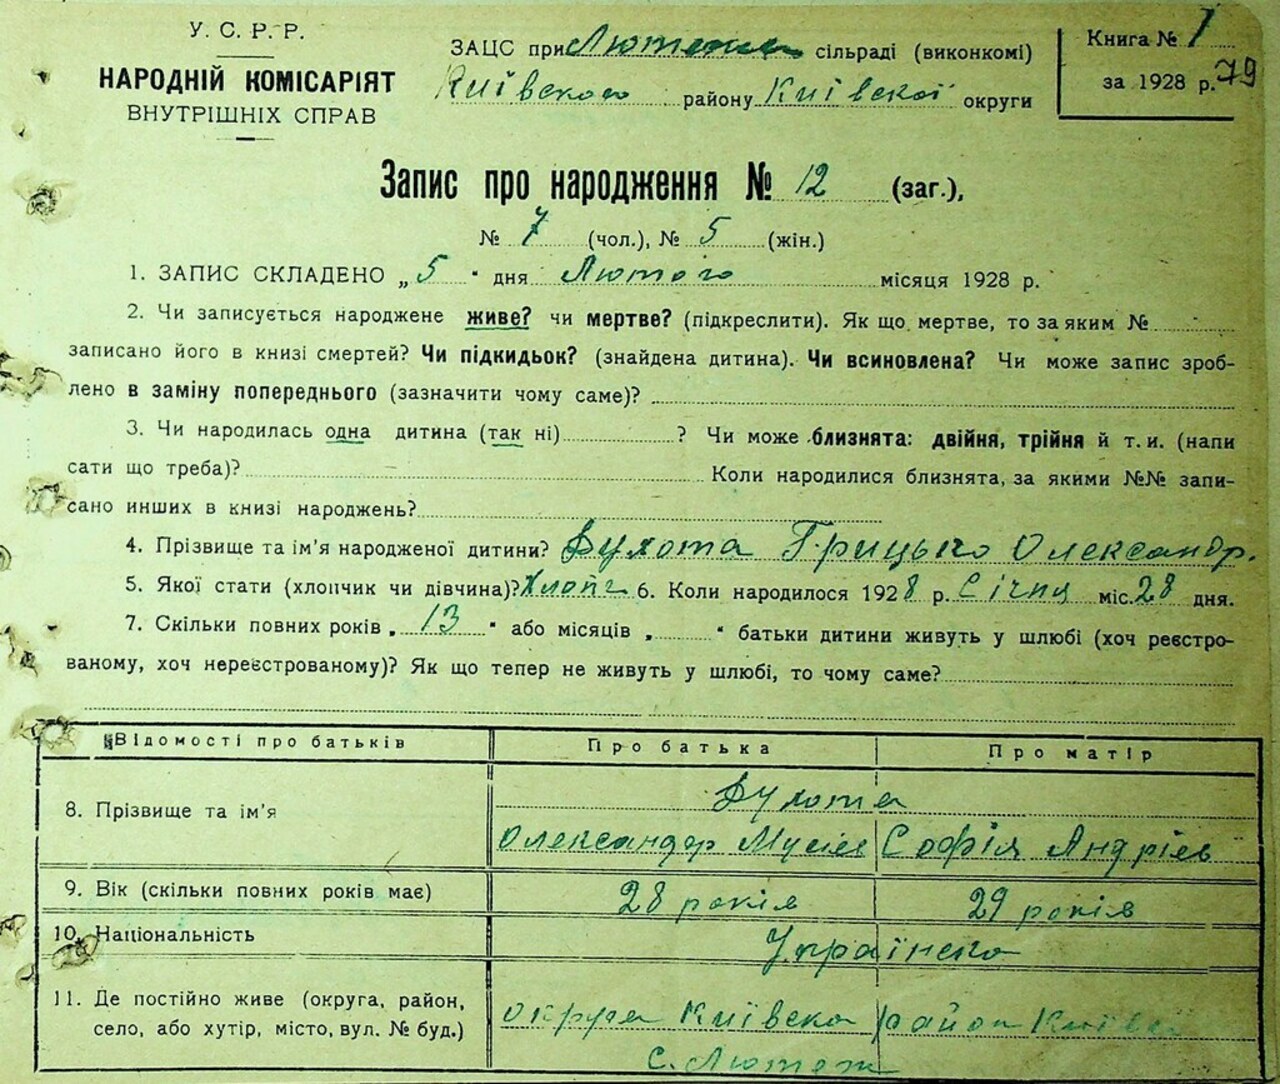 У. С. Р. Р.
НАРОДНІЙ КОМІСАРІЯТ
ВНУТРІШНІХ СПРАВ
ЗАЦС при сільраді (виконкомі)
Київского району Київскої округи
Книга № 1
за 1928 р. 79
Запис про народження № 12 (заг.),
№ 7 (чол.), № 5 (жін.)
1. ЗАПИС СКЛАДЕНО „ 5 " дня Лютого місяця 1928 р.
2. Чи записується народжене живе? чи мертве? (підкреслити). Як що мертве, то за яким №
записано його в книзі смертей? Чи підкидьок? (знайдена дитина). Чи всиновлена? Чи може запис зроб-
лено в заміну попереднього (зазначити чому саме)?
3. Чи народилась одна дитина (так ні) ? Чи може близнята: двійня, трійня й т. и. (напи
сати що треба)? Коли народилися близнята, за якими №№ запи-
сано инших в книзі народжень?
4. Прізвище та ім'я народженої дитини? Духота Грицько Олександр.
5. Якої стати (хлопчик чи дівчина)? Хлопч 6. Коли народилося 1928 р. Січня міс. 28 дня.
7. Скільки повних років „ 13 " або місяців „ " батьки дитини живуть у шлюбі (хоч реєстро-
ваному, хоч нереєстрованому)? Як що тепер не живуть у шлюбі, то чому саме?
Відомості про батьків Про батька Про матір
8. Прізвище та ім'я Духота
Олександр Мусіев Софія Андріев
9. Вік (скільки повних років має) 28 років 29 років
10. Національність Українска
11. Де постійно живе (округа, район,
село, або хутір, місто, вул. № буд.) округа Київска район Київск
с. Лютеж